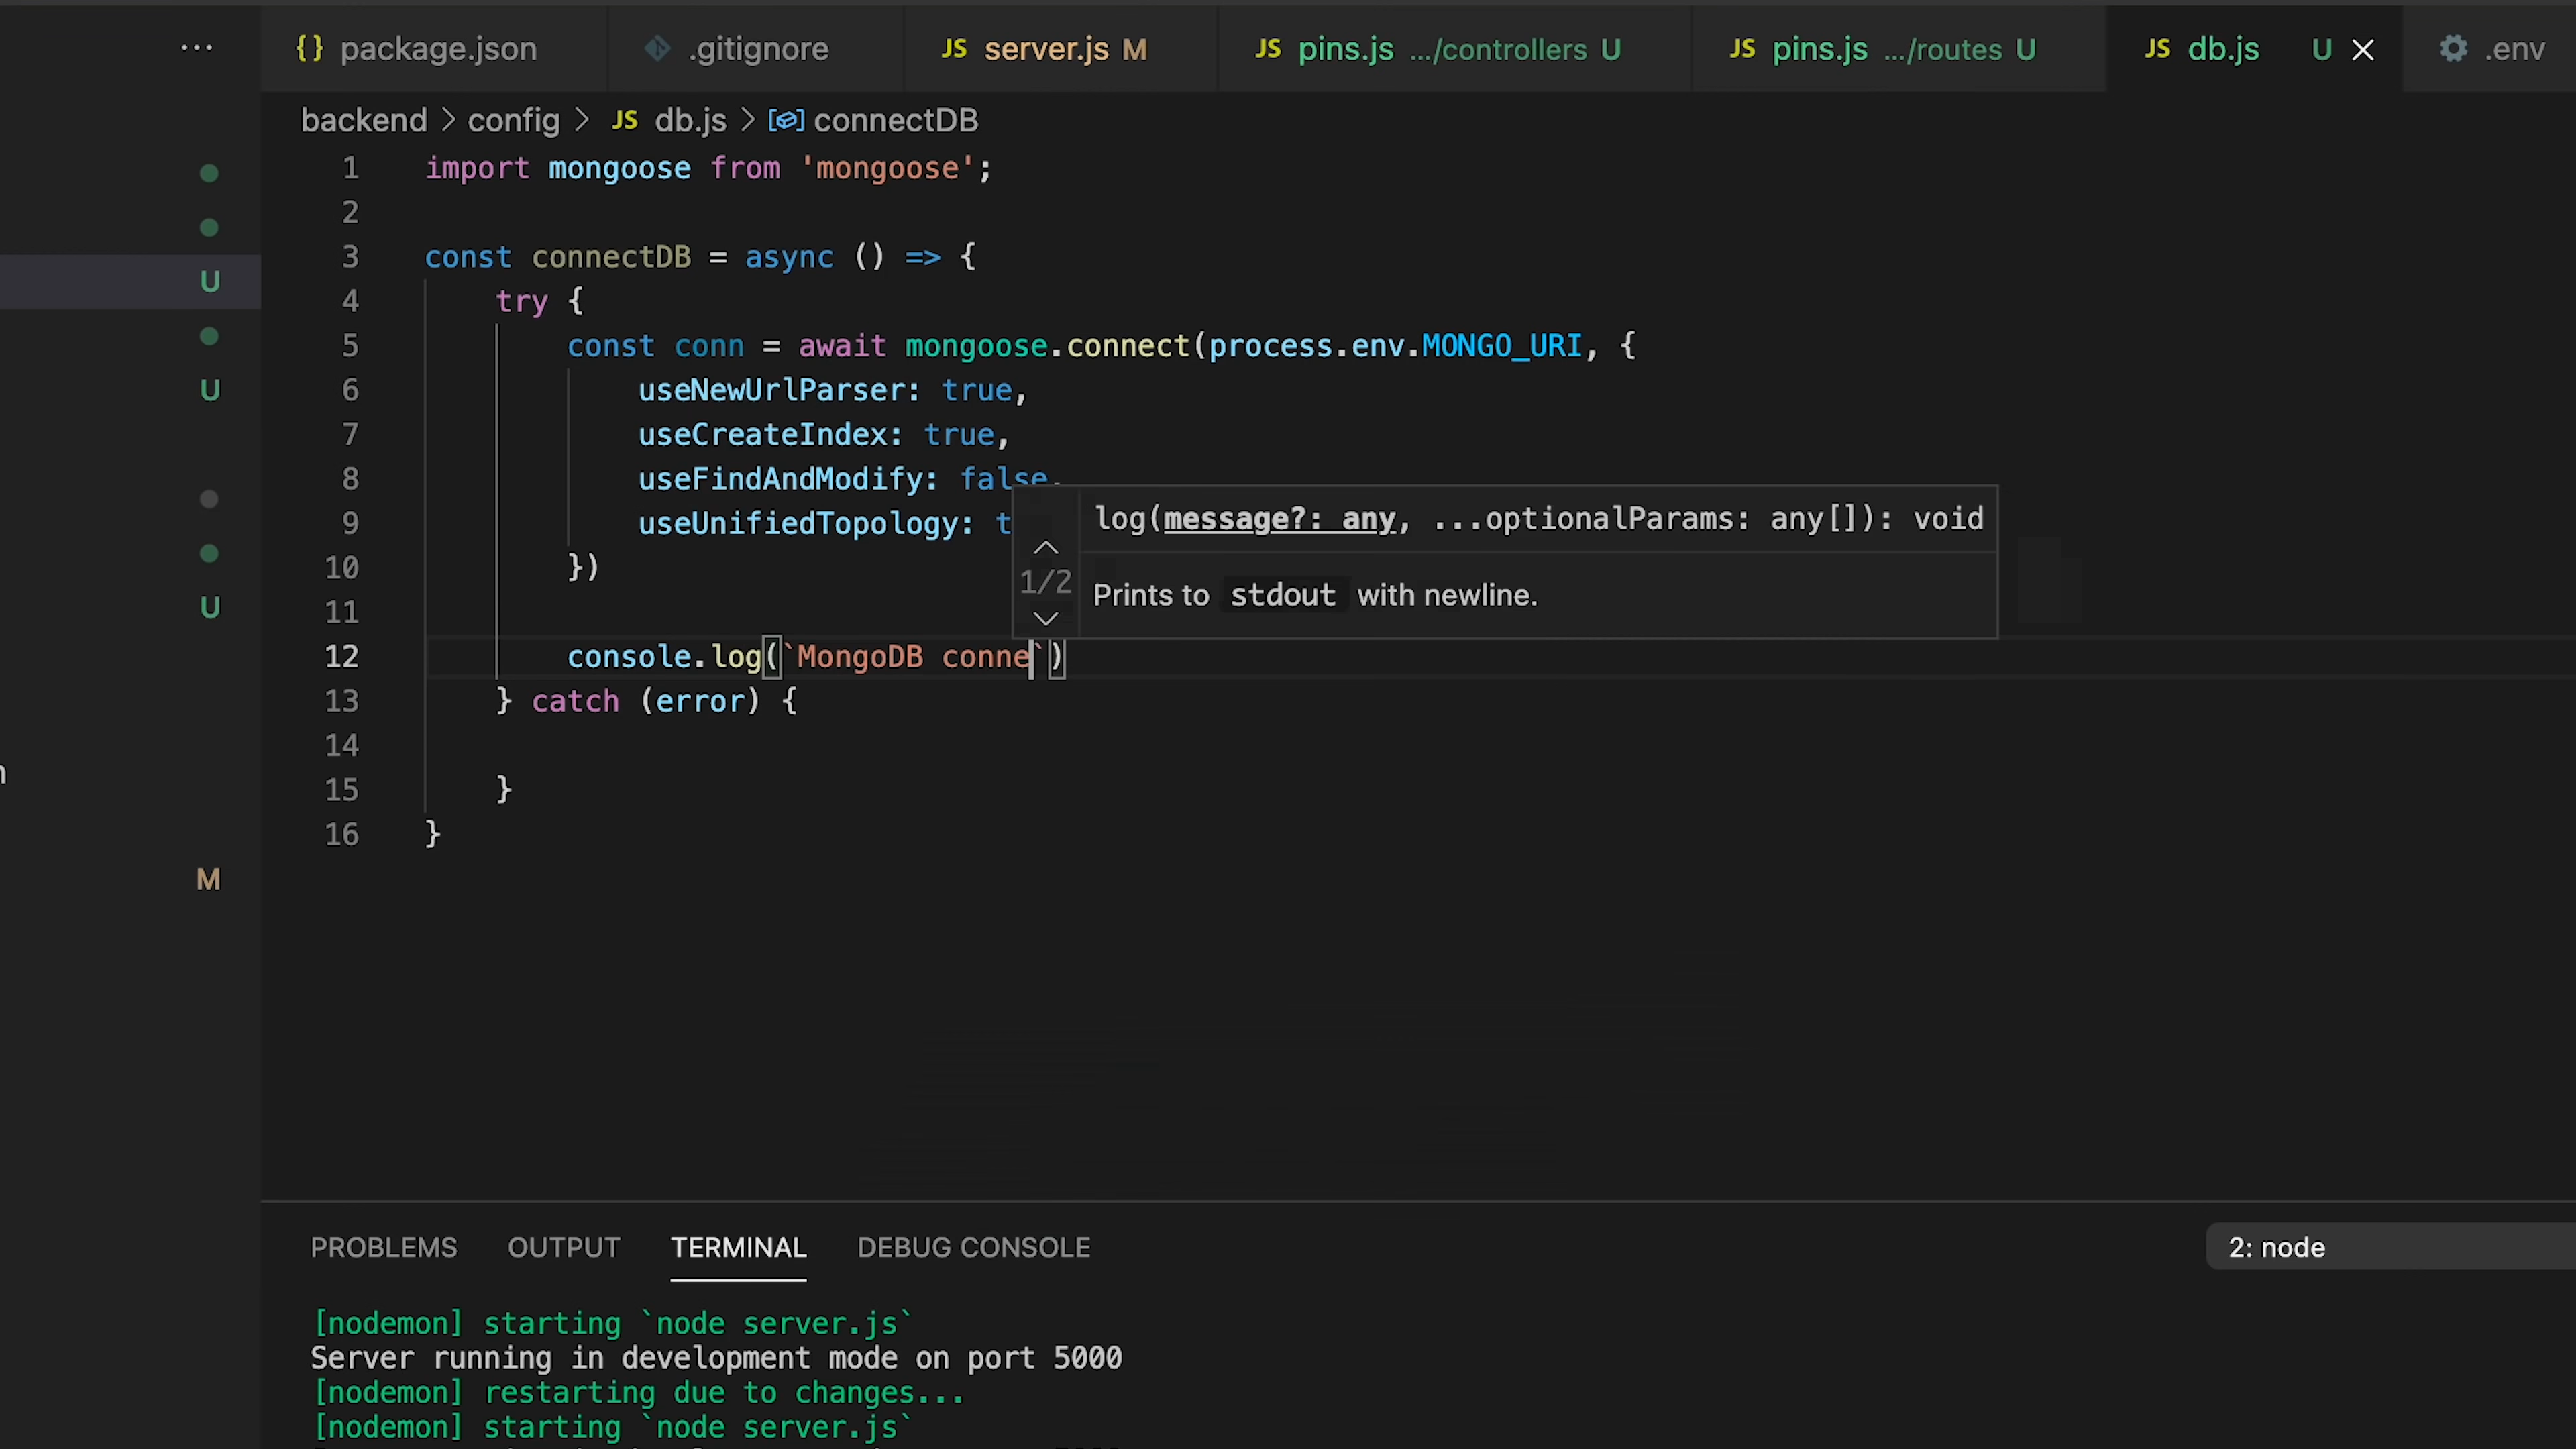 ··· {} package.json .gitignore JS server.js M JS pins.js .../controllers U JS pins.js .../routes U JS db.js U .env
backend > config > JS db.js > connectDB
1 import mongoose from 'mongoose';
2
U
3 const connectDB = async () => {
4 try {
5 const conn = await mongoose.connect(process.env.MONGO_URI, {
U
6 useNewUrlParser: true,
7 useCreateIndex: true,
8 useFindAndModify: false,
9 useUnifiedTopology: t
log(message?: any, ...optionalParams: any[]): void
1/2
Prints to stdout with newline.
10 })
U
11
12 console.log(`MongoDB conne`)
13 } catch (error) {
14
15 }
16 }
M
PROBLEMS OUTPUT TERMINAL DEBUG CONSOLE 2: node
[nodemon] starting `node server.js`
Server running in development mode on port 5000
[nodemon] restarting due to changes...
[nodemon] starting `node server.js`